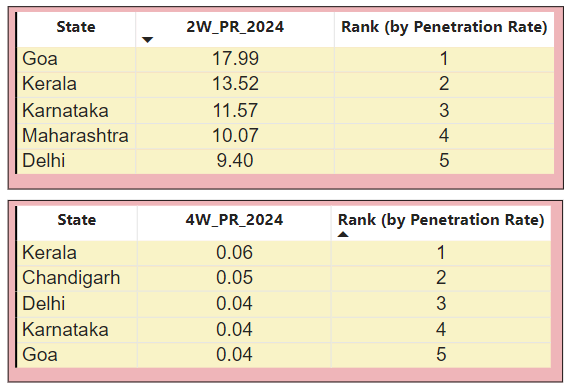 State 2W_PR_2024 Rank (by Penetration Rate)
Goa 17.99 1
Kerala 13.52 2
Karnataka 11.57 3
Maharashtra 10.07 4
Delhi 9.40 5
State 4W_PR_2024 Rank (by Penetration Rate)
Kerala 0.06 1
Chandigarh 0.05 2
Delhi 0.04 3
Karnataka 0.04 4
Goa 0.04 5